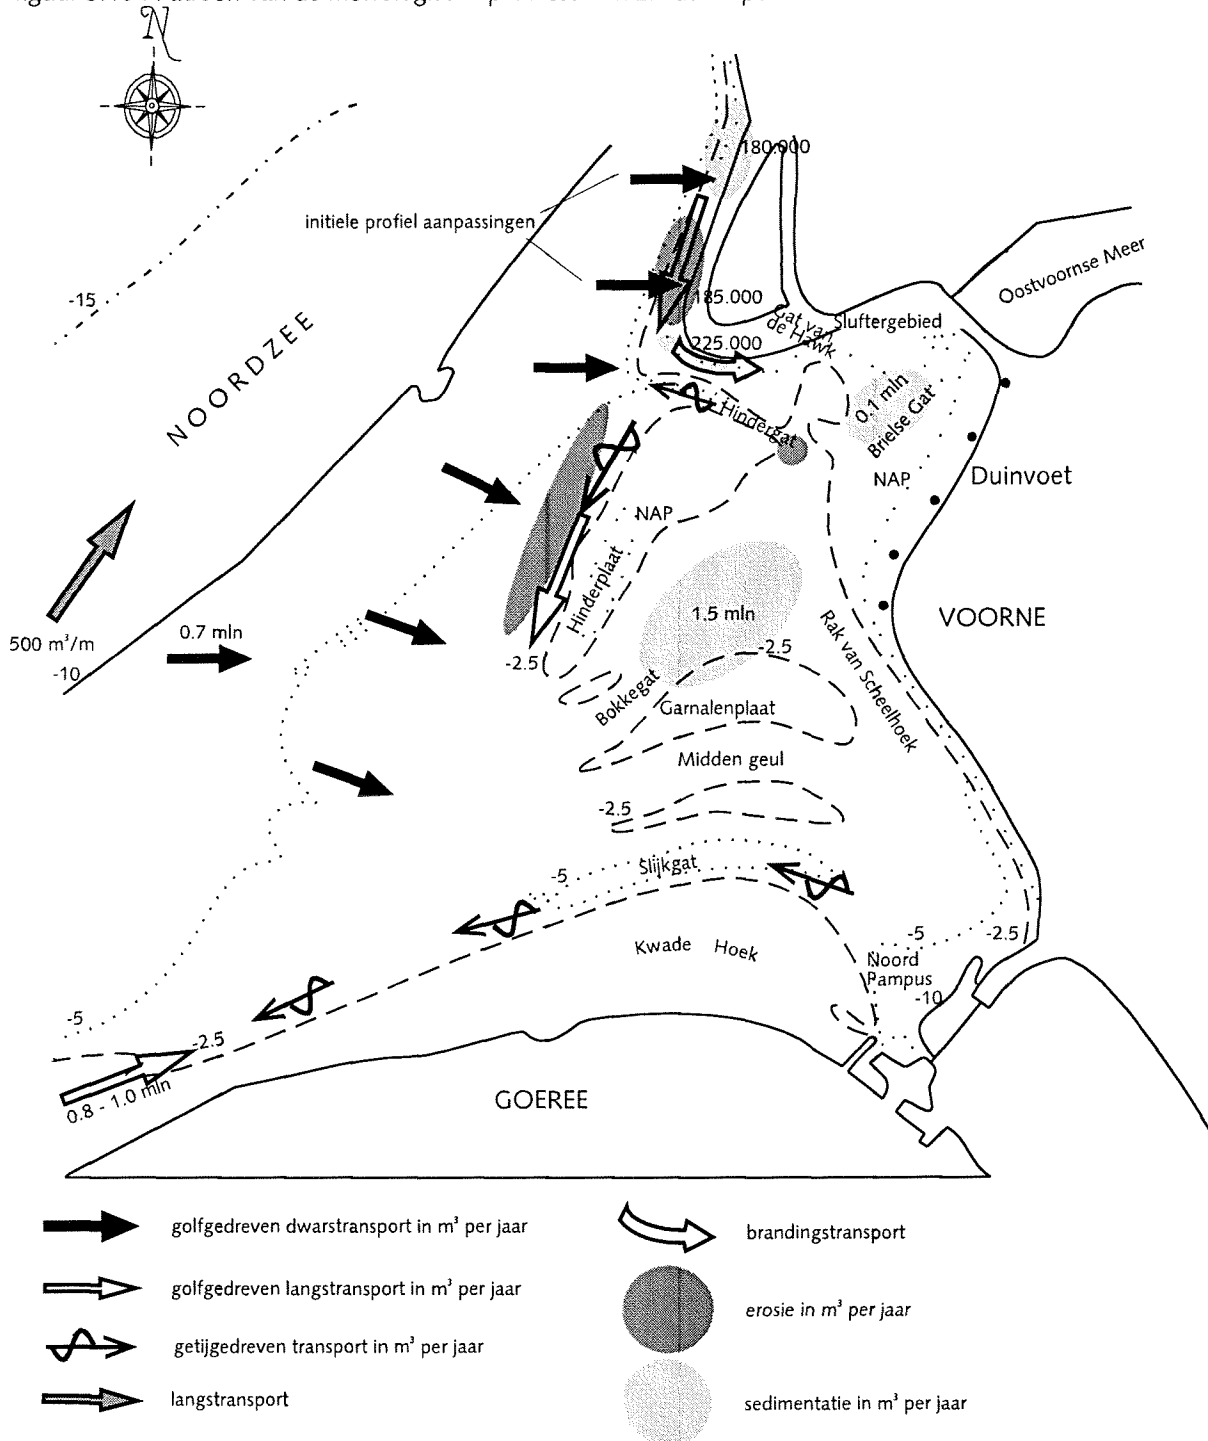 N
180.000
initiele profiel aanpassingen
Oostvoornse Meer
-15
185.000
Gat van
de Hawk
Sluftergebied
NOORDZEE
225.000
0.1 mln
Hindergat
Brielse Gat
NAP
Duinvoet
NAP
Hinderplaat
1.5 mln
VOORNE
500 m³/m
0.7 mln
Rak van Scheelhoek
-2.5
-2.5
-10
Bokkegat
Garnalenplaat
Midden geul
-2.5
Slijkgat
-5
-5
-2.5
Kwade Hoek
Noord
Pampus
-10
-5
-2.5
0.8 - 1.0 mln
GOEREE
golfgedreven dwarstransport in m³ per jaar
brandingstransport
golfgedreven langstransport in m³ per jaar
erosie in m³ per jaar
getijgedreven transport in m³ per jaar
langstransport
sedimentatie in m³ per jaar